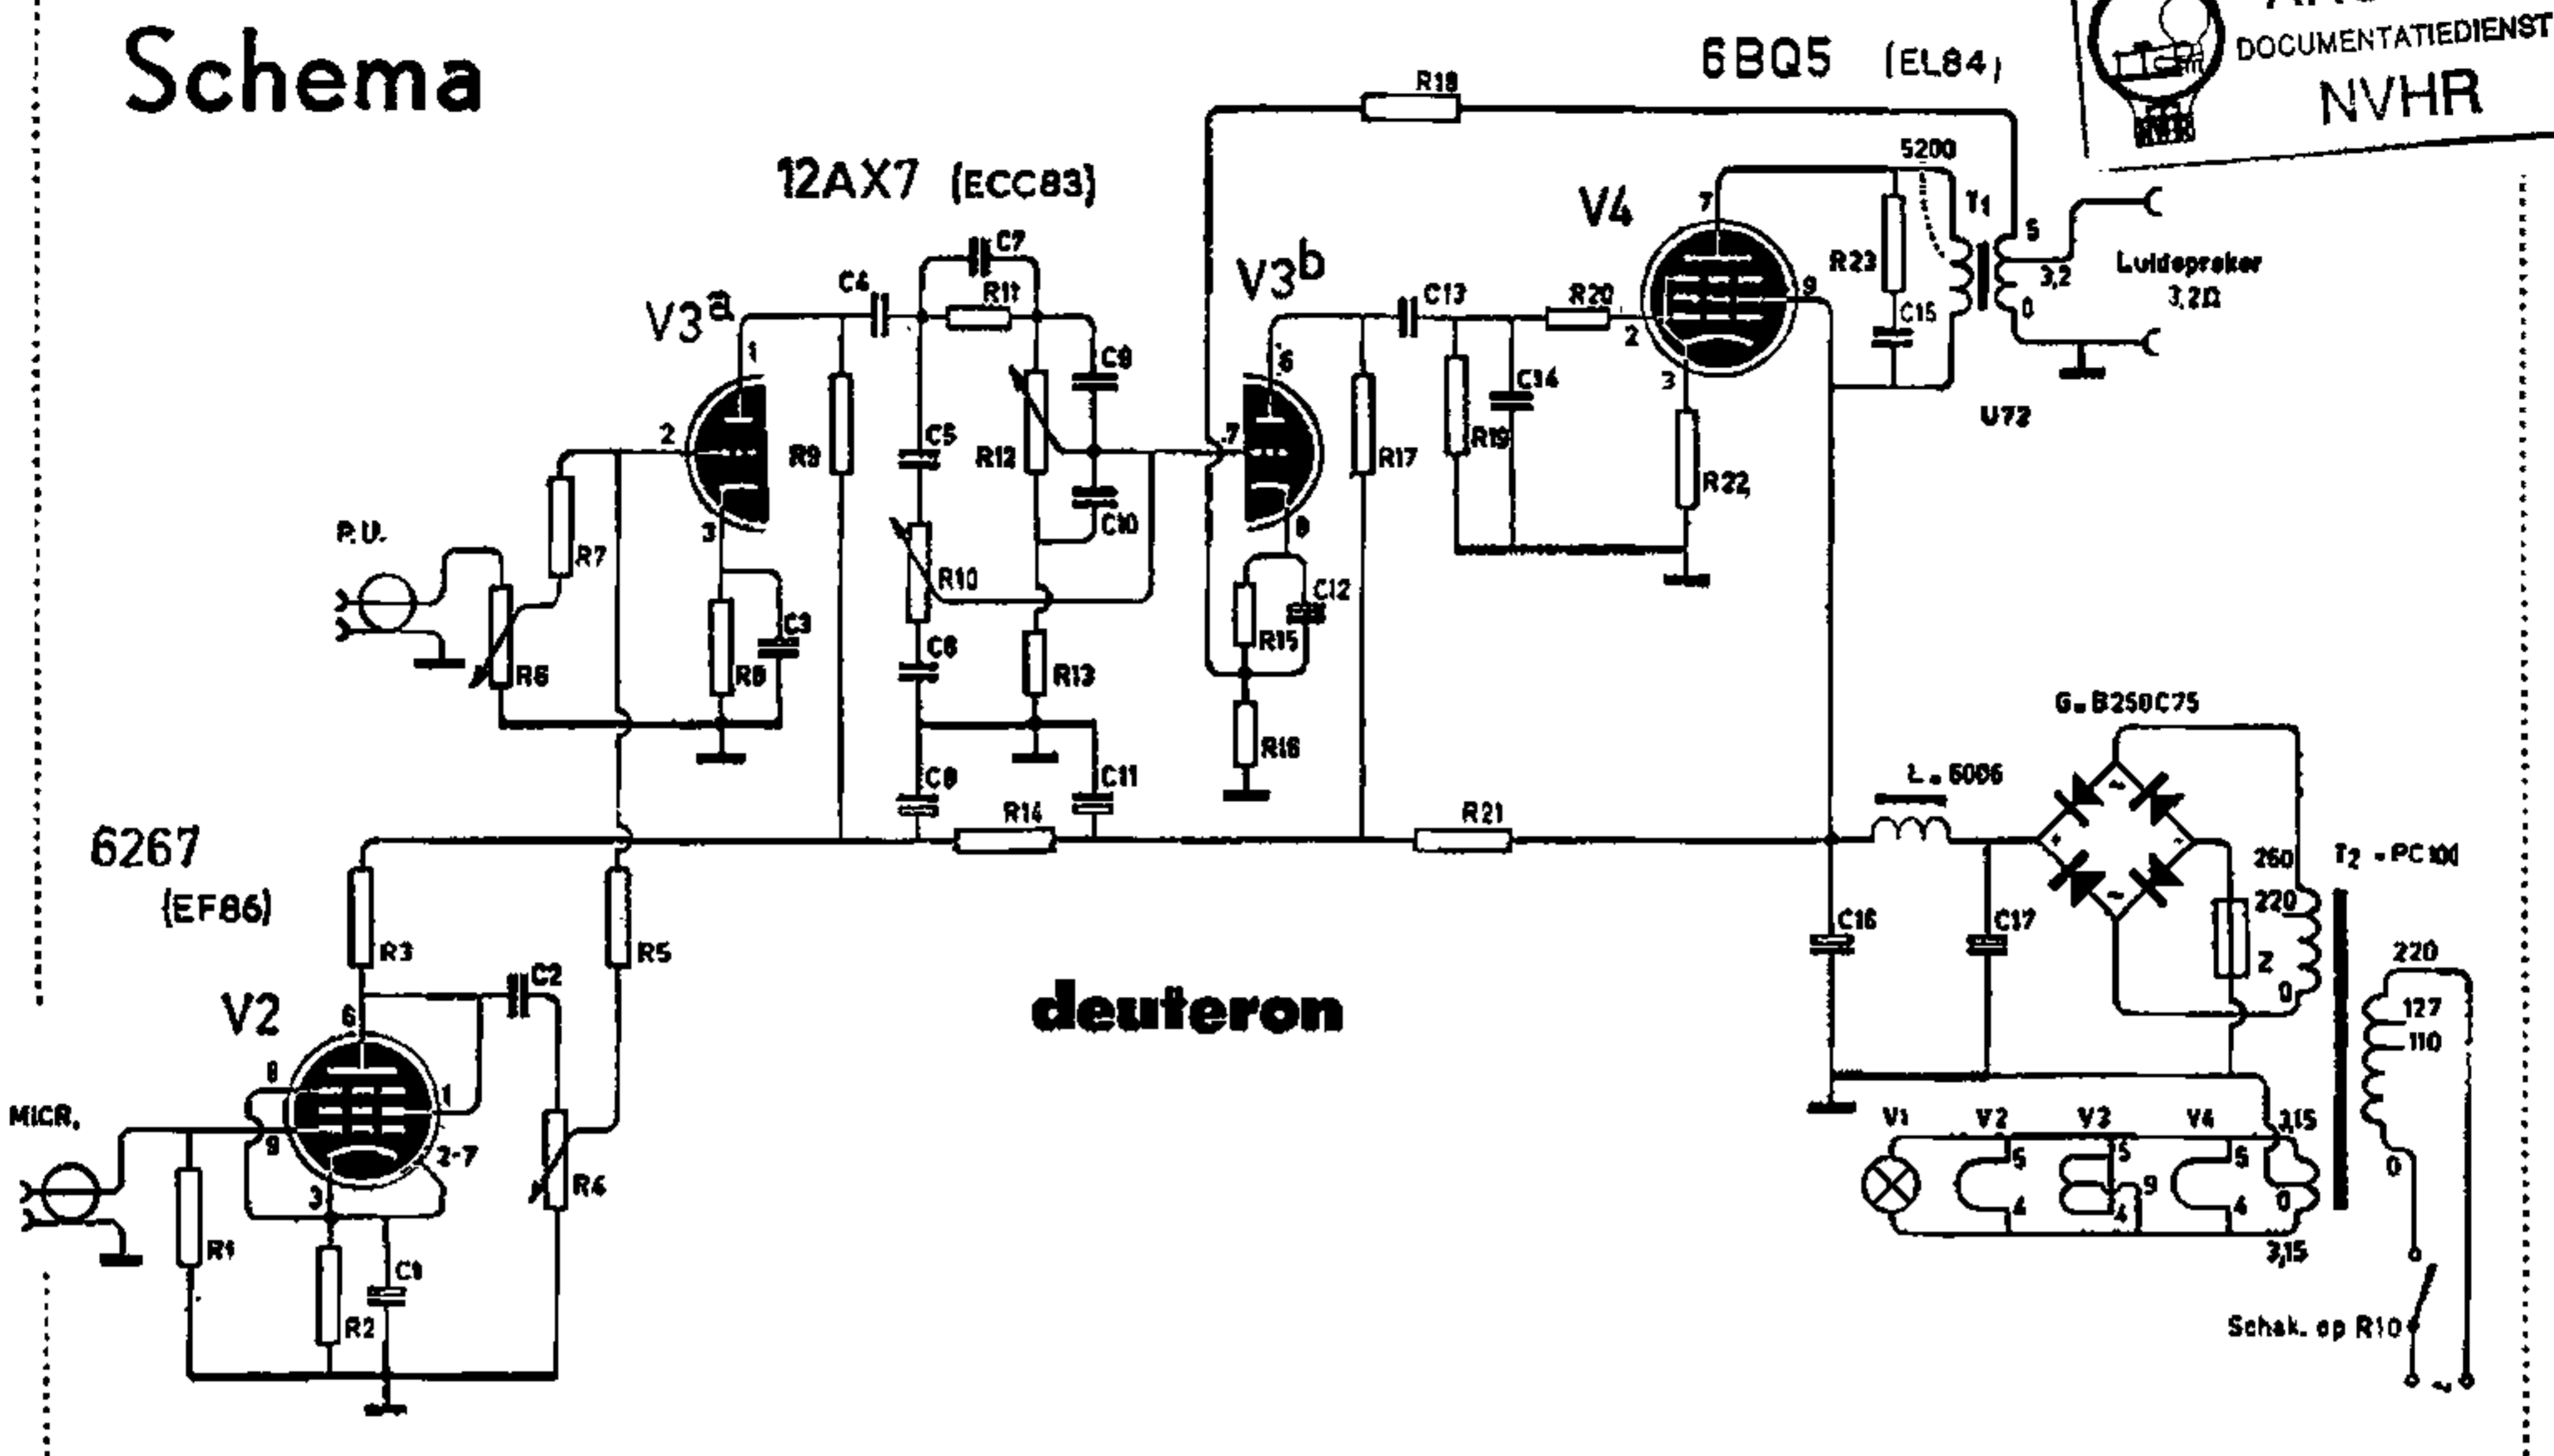 Schema
6BQ5 (EL84)
DOCUMENTATIEDIENST
NVHR
R18
12AX7 (ECC83)
5200
V4
7
T1
5
C7
V3b
C4
R11
C13
R20
R23
9
3,2
Luidspreker
3,2Ω
V3a
C15
0
2
1
6
C9
C14
3
U72
2
C5
7
R9
R12
R17
R19
R22
P.U.
3
C10
8
R7
R10
C12
C3
C6
R15
R6
R8
R13
G=B250C75
R16
C8
C11
L=6006
~
R14
R21
6267
+
-
260
T2 - PC100
(EF86)
~
220
C16
C17
R3
R5
C2
Z
220
V2
6
deuteron
0
127
110
8
1
MICR.
V1
V2
V3
V4
3,15
9
2-7
5
5
5
0
3
R4
9
0
4
4
4
R1
3,15
C1
R2
Schak. op R10
~